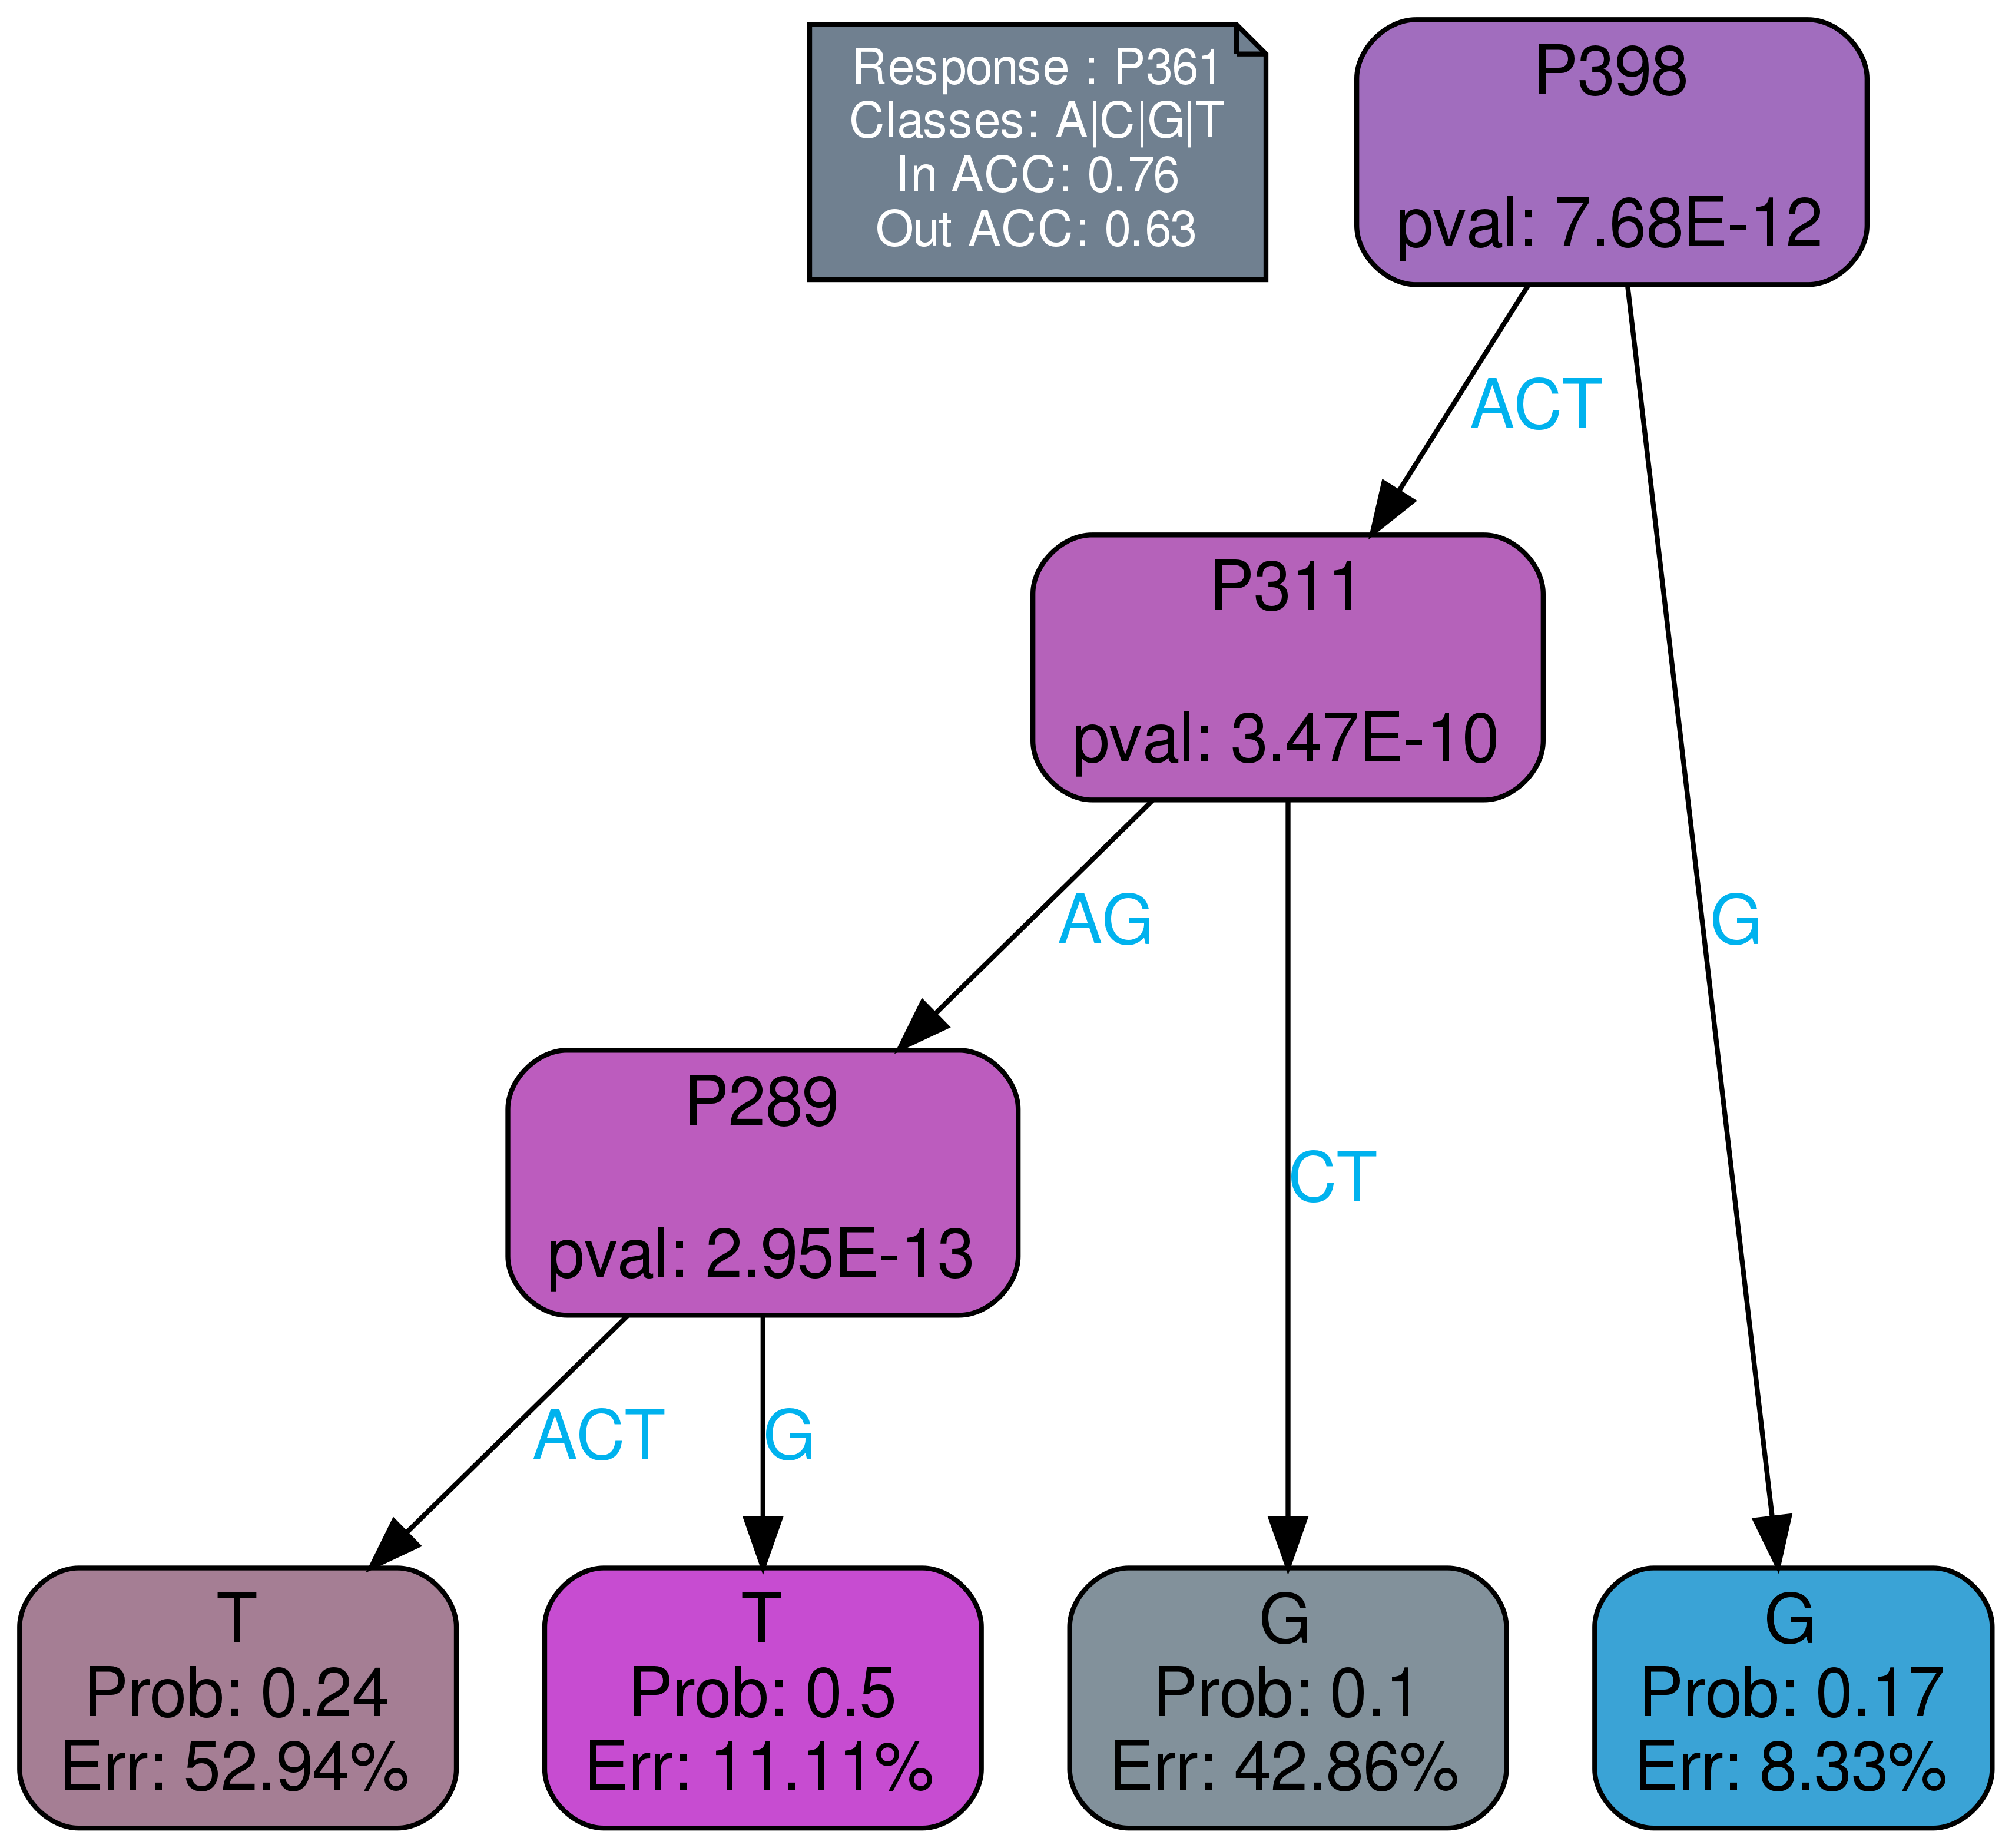 Response : P361
Classes: A|C|G|T
In ACC: 0.76
Out ACC: 0.63
P398
pval: 7.68E-12
ACT
P311
pval: 3.47E-10
AG
G
P289
CT
pval: 2.95E-13
ACT
G
T
Prob: 0.24
Err: 52.94%
T
Prob: 0.5
Err: 11.11%
G
Prob: 0.1
Err: 42.86%
G
Prob: 0.17
Err: 8.33%